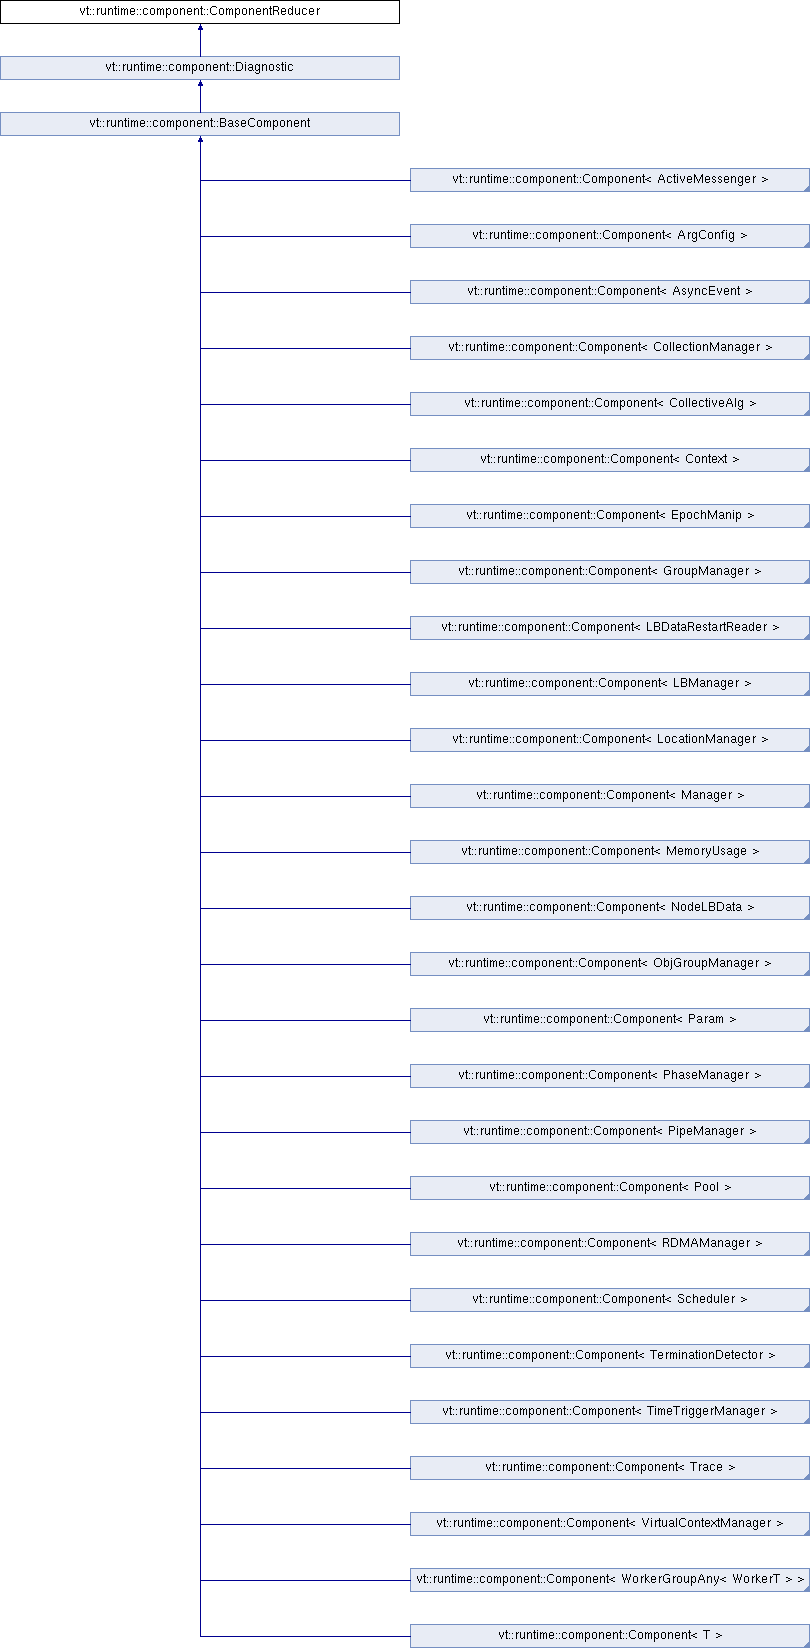 vt::runtime::component::ComponentReducer
vt::runtime::component::Diagnostic
vt::runtime::component::BaseComponent
vt::runtime::component::Component< ActiveMessenger >
vt::runtime::component::Component< ArgConfig >
vt::runtime::component::Component< AsyncEvent >
vt::runtime::component::Component< CollectionManager >
vt::runtime::component::Component< CollectiveAlg >
vt::runtime::component::Component< Context >
vt::runtime::component::Component< EpochManip >
vt::runtime::component::Component< GroupManager >
vt::runtime::component::Component< LBDataRestartReader >
vt::runtime::component::Component< LBManager >
vt::runtime::component::Component< LocationManager >
vt::runtime::component::Component< Manager >
vt::runtime::component::Component< MemoryUsage >
vt::runtime::component::Component< NodeLBData >
vt::runtime::component::Component< ObjGroupManager >
vt::runtime::component::Component< Param >
vt::runtime::component::Component< PhaseManager >
vt::runtime::component::Component< PipeManager >
vt::runtime::component::Component< Pool >
vt::runtime::component::Component< RDMAManager >
vt::runtime::component::Component< Scheduler >
vt::runtime::component::Component< TerminationDetector >
vt::runtime::component::Component< TimeTriggerManager >
vt::runtime::component::Component< Trace >
vt::runtime::component::Component< VirtualContextManager >
vt::runtime::component::Component< WorkerGroupAny< WorkerT > >
vt::runtime::component::Component< T >